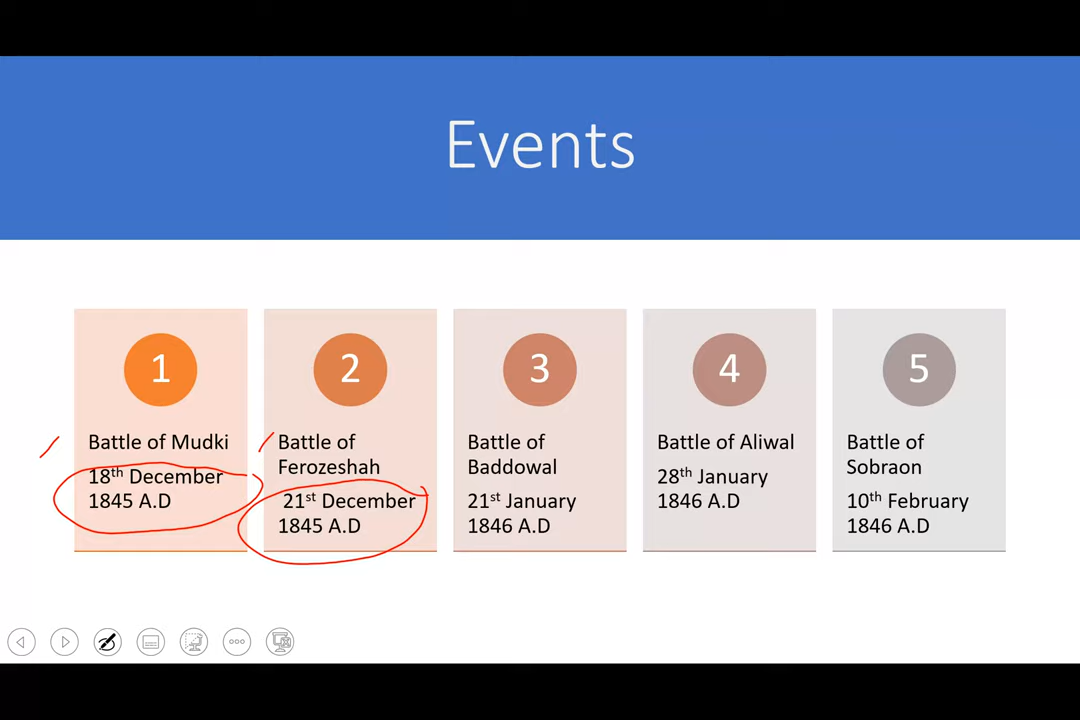 Events
1
Battle of Mudki
18th December
1845 A.D
2
Battle of
Ferozeshah
21st December
1845 A.D
3
Battle of
Baddowal
21st January
1846 A.D
4
Battle of Aliwal
28th January
1846 A.D
5
Battle of
Sobraon
10th February
1846 A.D